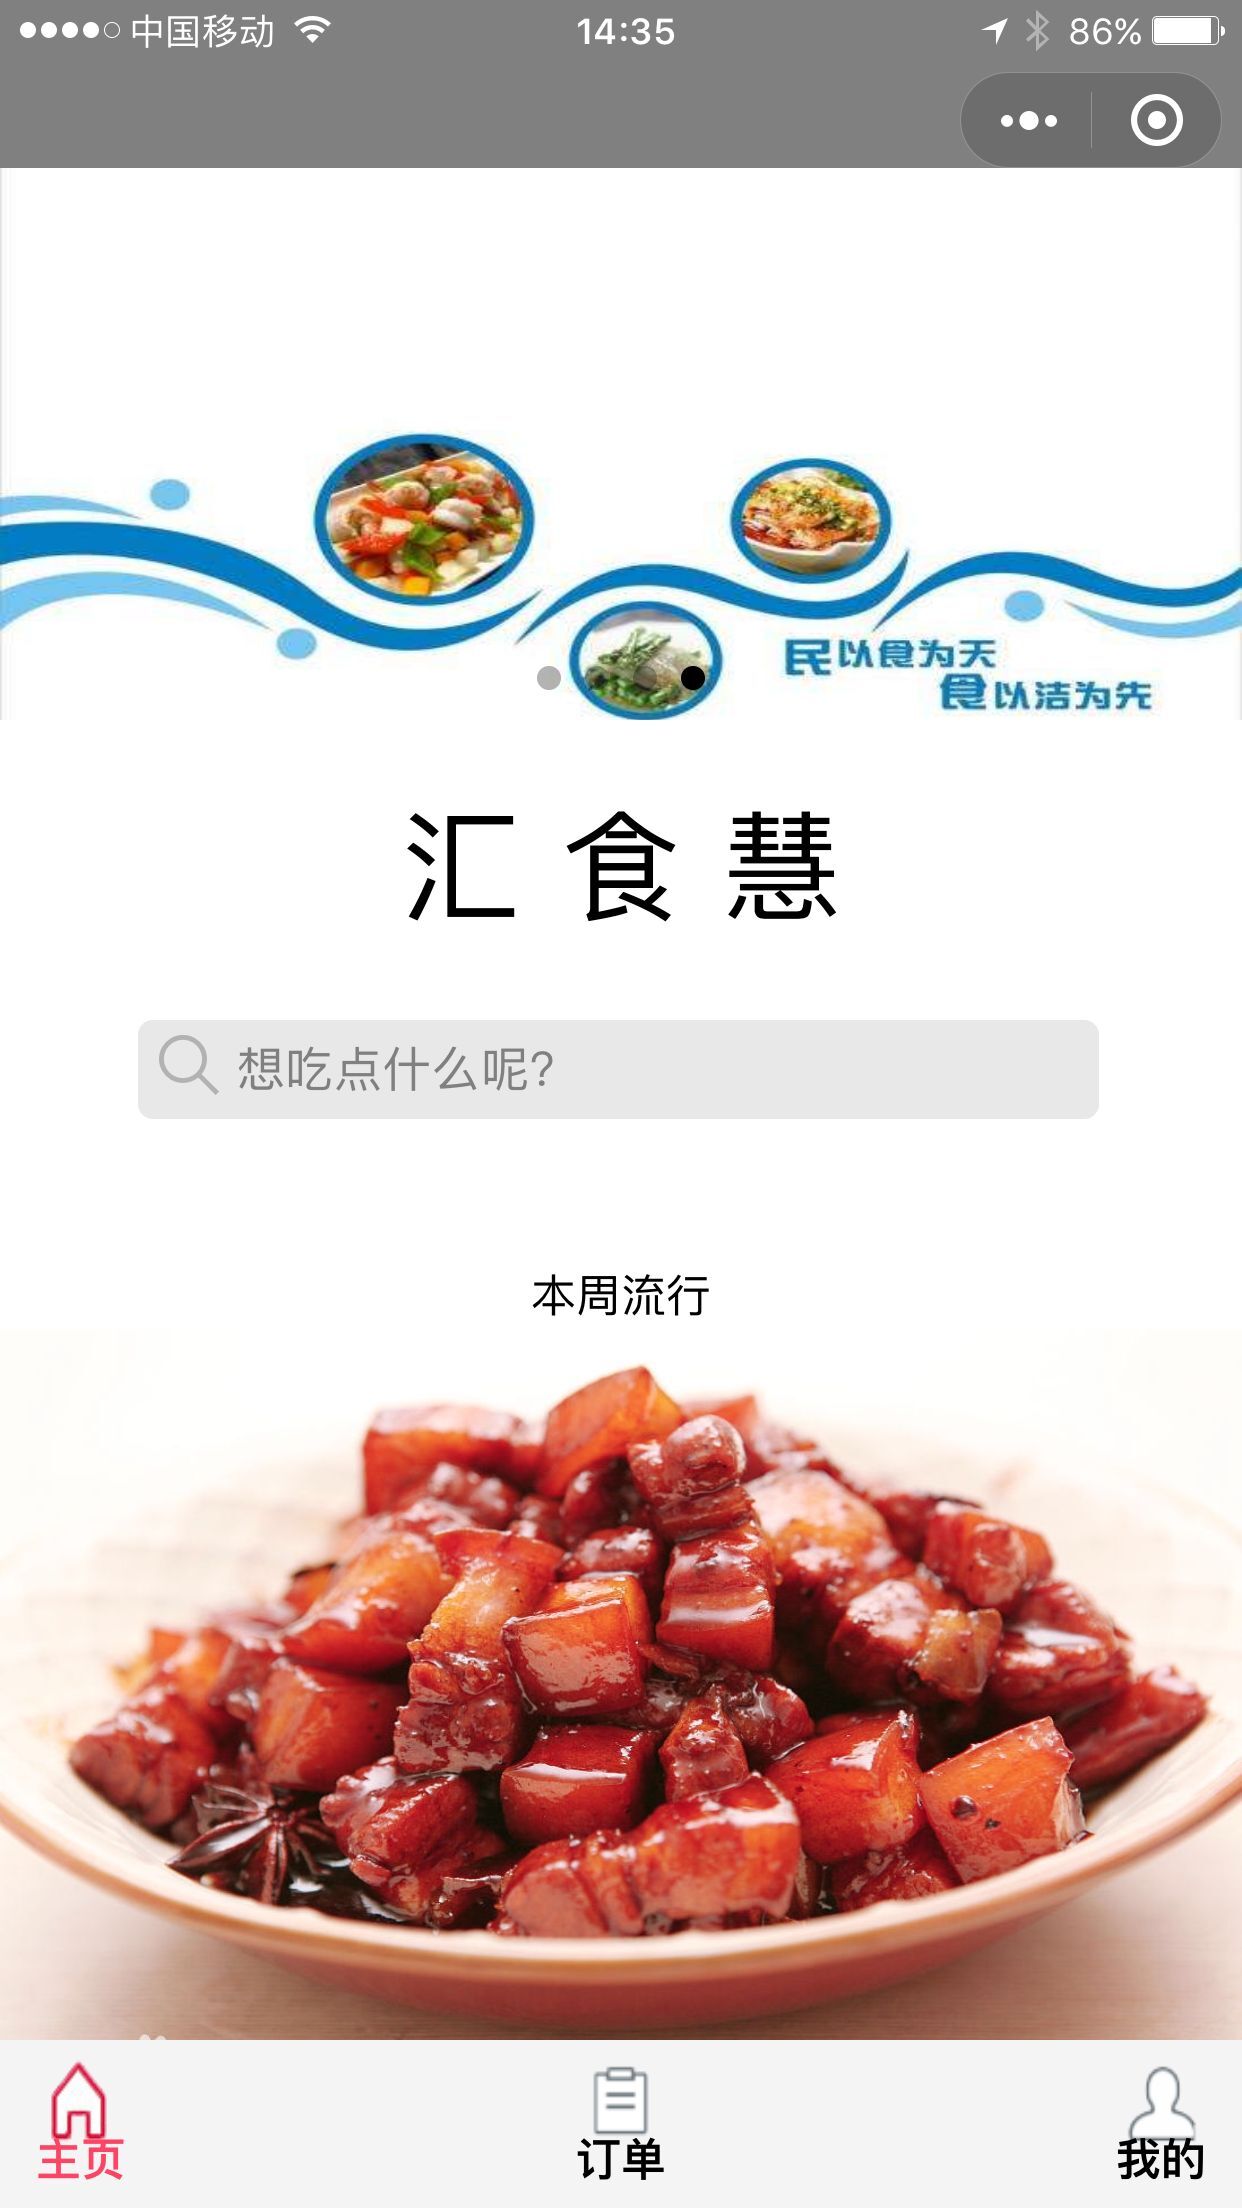 中国移动 14:35 86%
民以食为天
食以洁为先
汇食慧
想吃点什么呢?
本周流行
主页 订单 我的